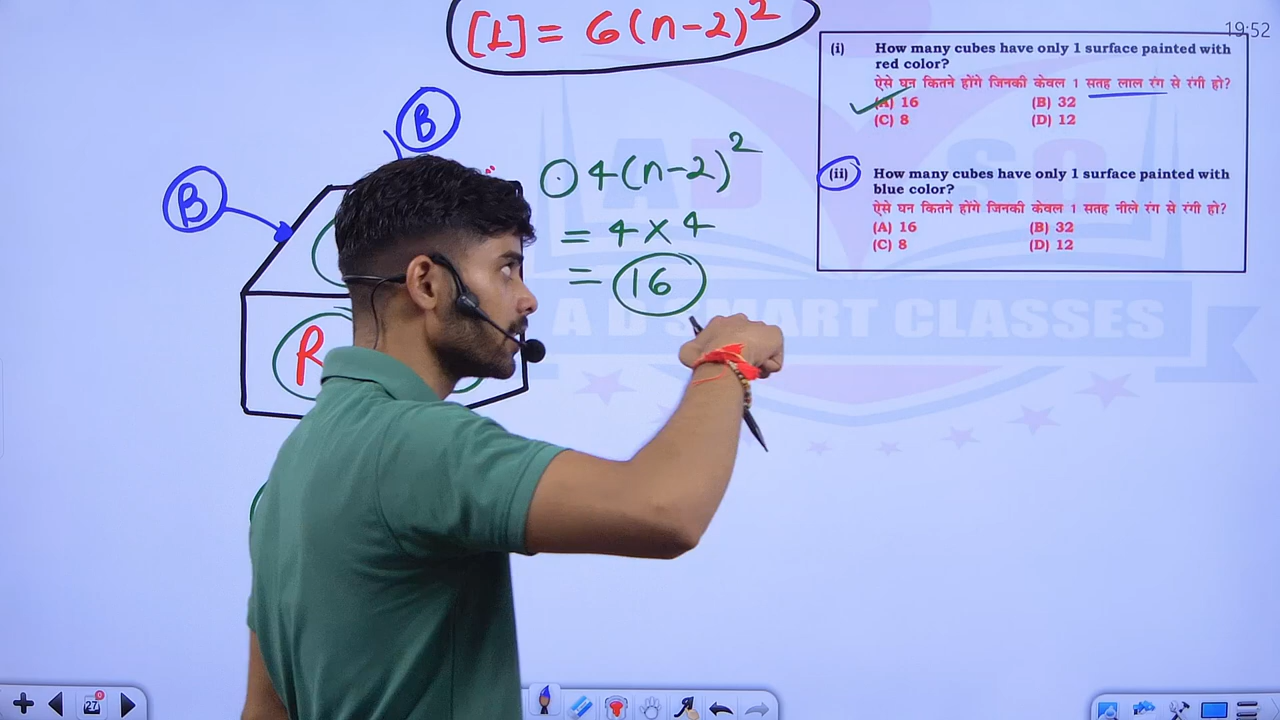 [1] = 6(n-2)²
19:52
(i) How many cubes have only 1 surface painted with
red color?
ऐसे घन कितने होंगे जिनकी केवल 1 सतह लाल रंग से रंगी हो?
(A) 16 (B) 32
(C) 8 (D) 12
(ii) How many cubes have only 1 surface painted with
blue color?
ऐसे घन कितने होंगे जिनकी केवल 1 सतह नीले रंग से रंगी हो?
(A) 16 (B) 32
(C) 8 (D) 12
B
B
R
4(n-2)²
= 4×4
= 16
A D SMART CLASSES
27